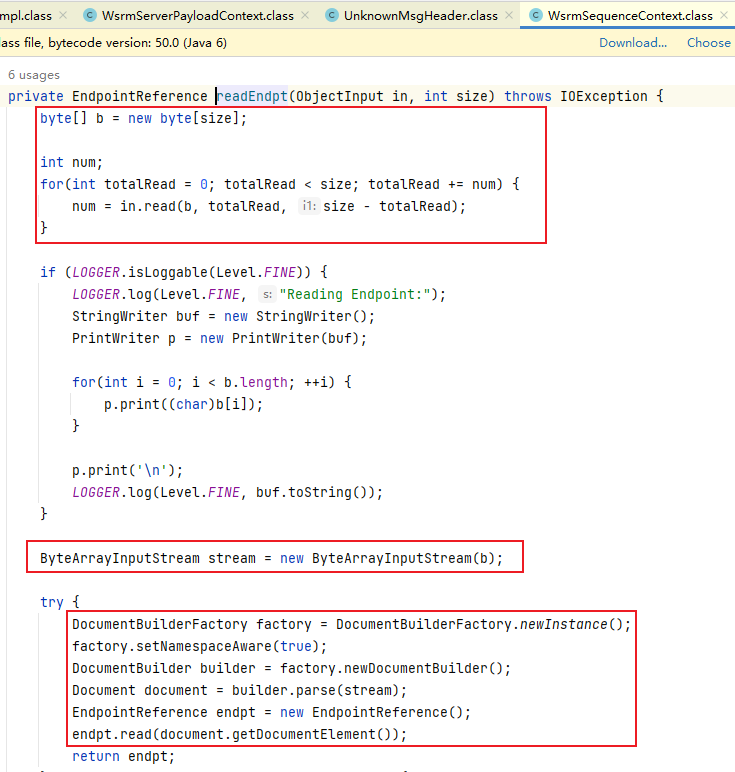 mpl.class × WsrmServerPayloadContext.class × UnknownMsgHeader.class × WsrmSequenceContext.class ×
lass file, bytecode version: 50.0 (Java 6) Download... Choose
6 usages
private EndpointReference readEndpt(ObjectInput in, int size) throws IOException {
byte[] b = new byte[size];
int num;
for(int totalRead = 0; totalRead < size; totalRead += num) {
num = in.read(b, totalRead, i1: size - totalRead);
}
if (LOGGER.isLoggable(Level.FINE)) {
LOGGER.log(Level.FINE, s: "Reading Endpoint:");
StringWriter buf = new StringWriter();
PrintWriter p = new PrintWriter(buf);
for(int i = 0; i < b.length; ++i) {
p.print((char)b[i]);
}
p.print('\n');
LOGGER.log(Level.FINE, buf.toString());
}
ByteArrayInputStream stream = new ByteArrayInputStream(b);
try {
DocumentBuilderFactory factory = DocumentBuilderFactory.newInstance();
factory.setNamespaceAware(true);
DocumentBuilder builder = factory.newDocumentBuilder();
Document document = builder.parse(stream);
EndpointReference endpt = new EndpointReference();
endpt.read(document.getDocumentElement());
return endpt;